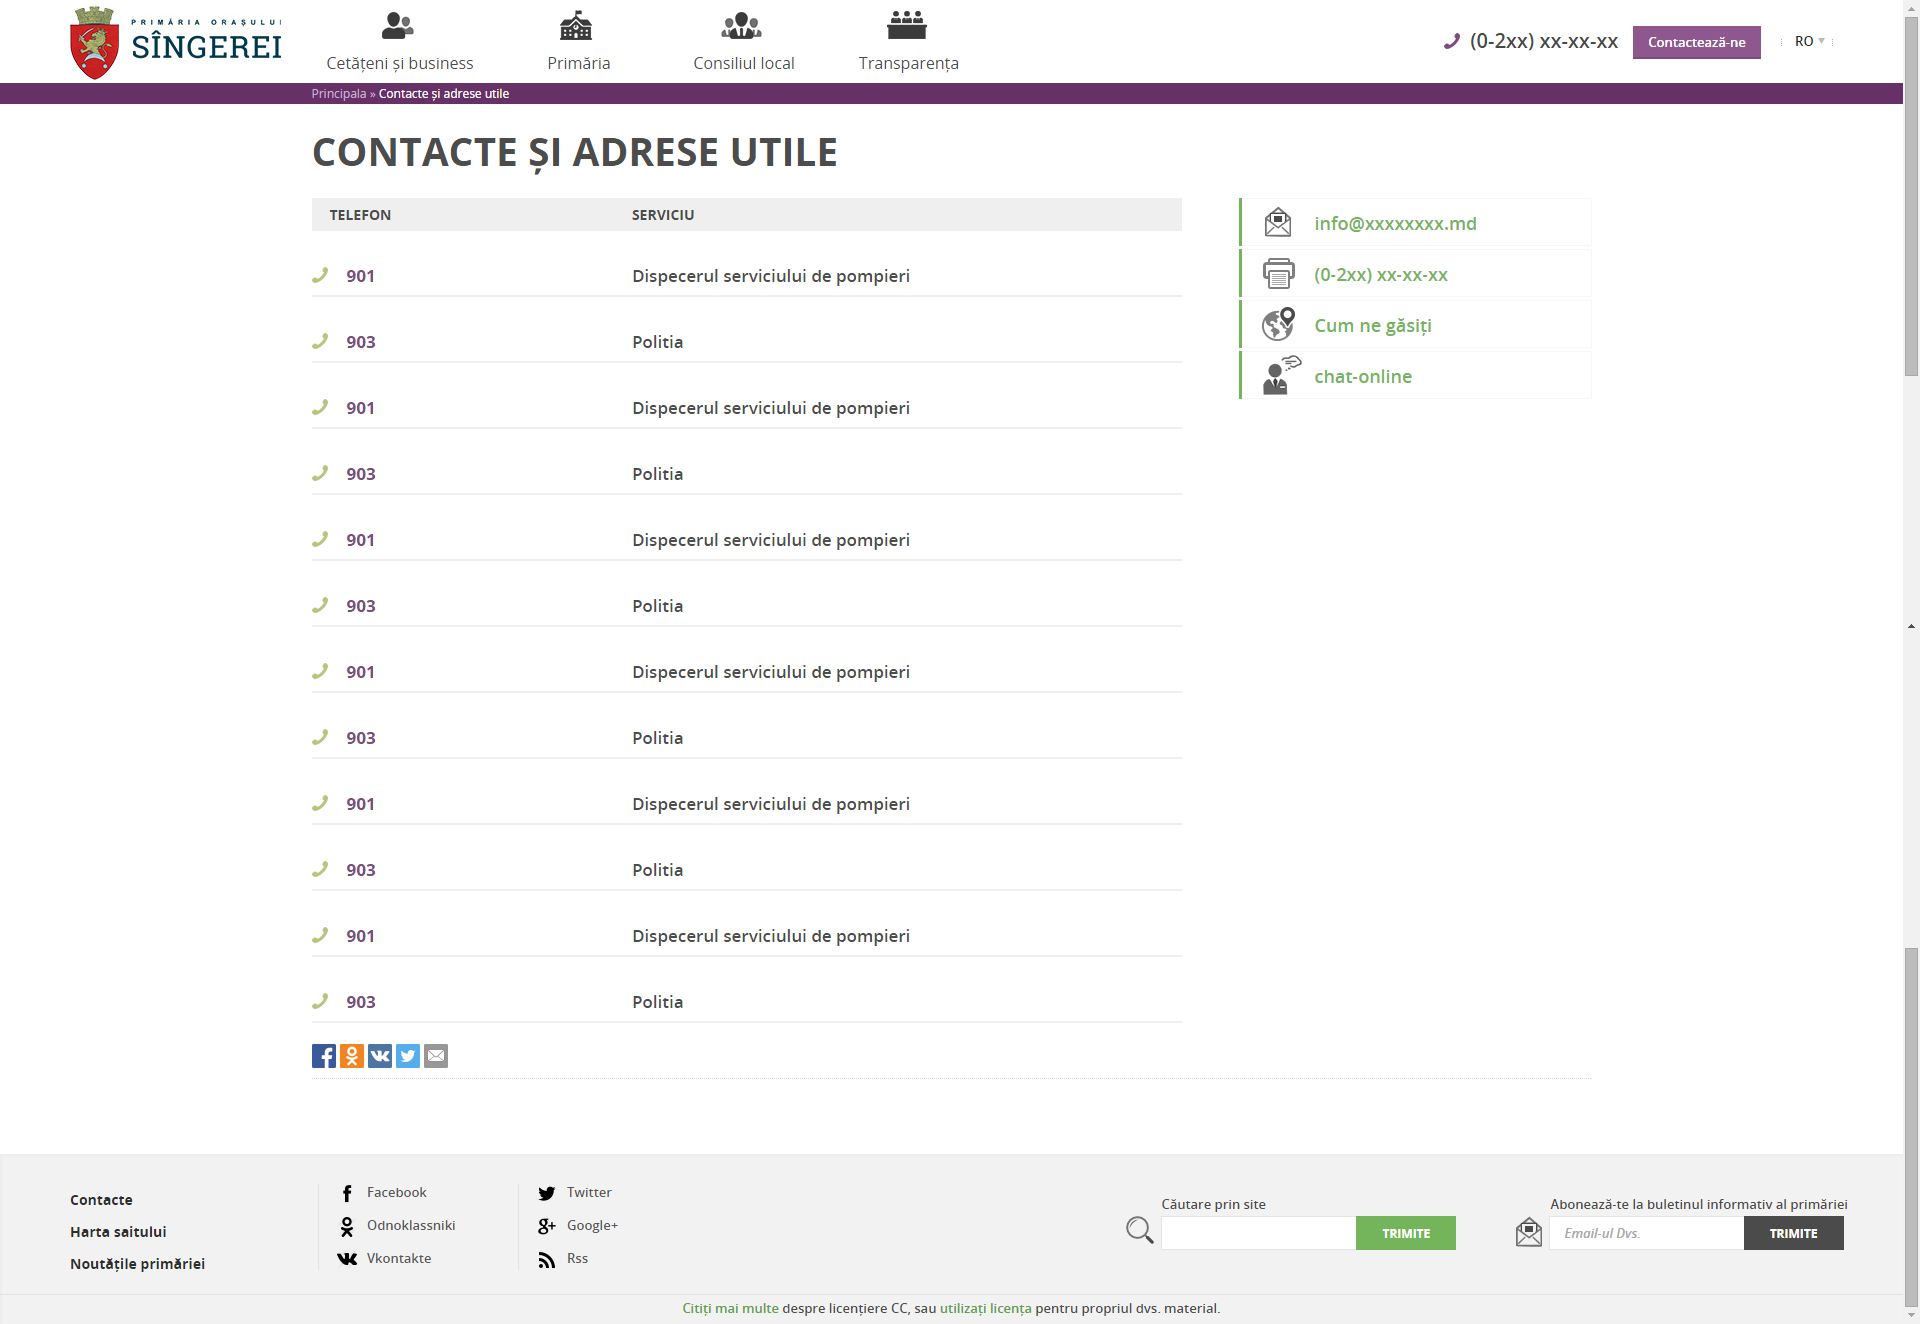 PRIMĂRIA ORAȘULUI
SÎNGEREI
Cetățeni și business
Primăria
Consiliul local
Transparența
(0-2xx) xx-xx-xx
Contactează-ne
RO
Principala » Contacte și adrese utile
CONTACTE ȘI ADRESE UTILE
TELEFON SERVICIU
901 Dispecerul serviciului de pompieri
903 Politia
901 Dispecerul serviciului de pompieri
903 Politia
901 Dispecerul serviciului de pompieri
903 Politia
901 Dispecerul serviciului de pompieri
903 Politia
901 Dispecerul serviciului de pompieri
903 Politia
901 Dispecerul serviciului de pompieri
903 Politia
info@xxxxxxxx.md
(0-2xx) xx-xx-xx
Cum ne găsiți
chat-online
Contacte
Harta saitului
Noutățile primăriei
Facebook
Odnoklassniki
Vkontakte
Twitter
Google+
Rss
Căutare prin site
TRIMITE
Abonează-te la buletinul informativ al primăriei
Email-ul Dvs.
TRIMITE
Citiți mai multe despre licențiere CC, sau utilizați licența pentru propriul dvs. material.